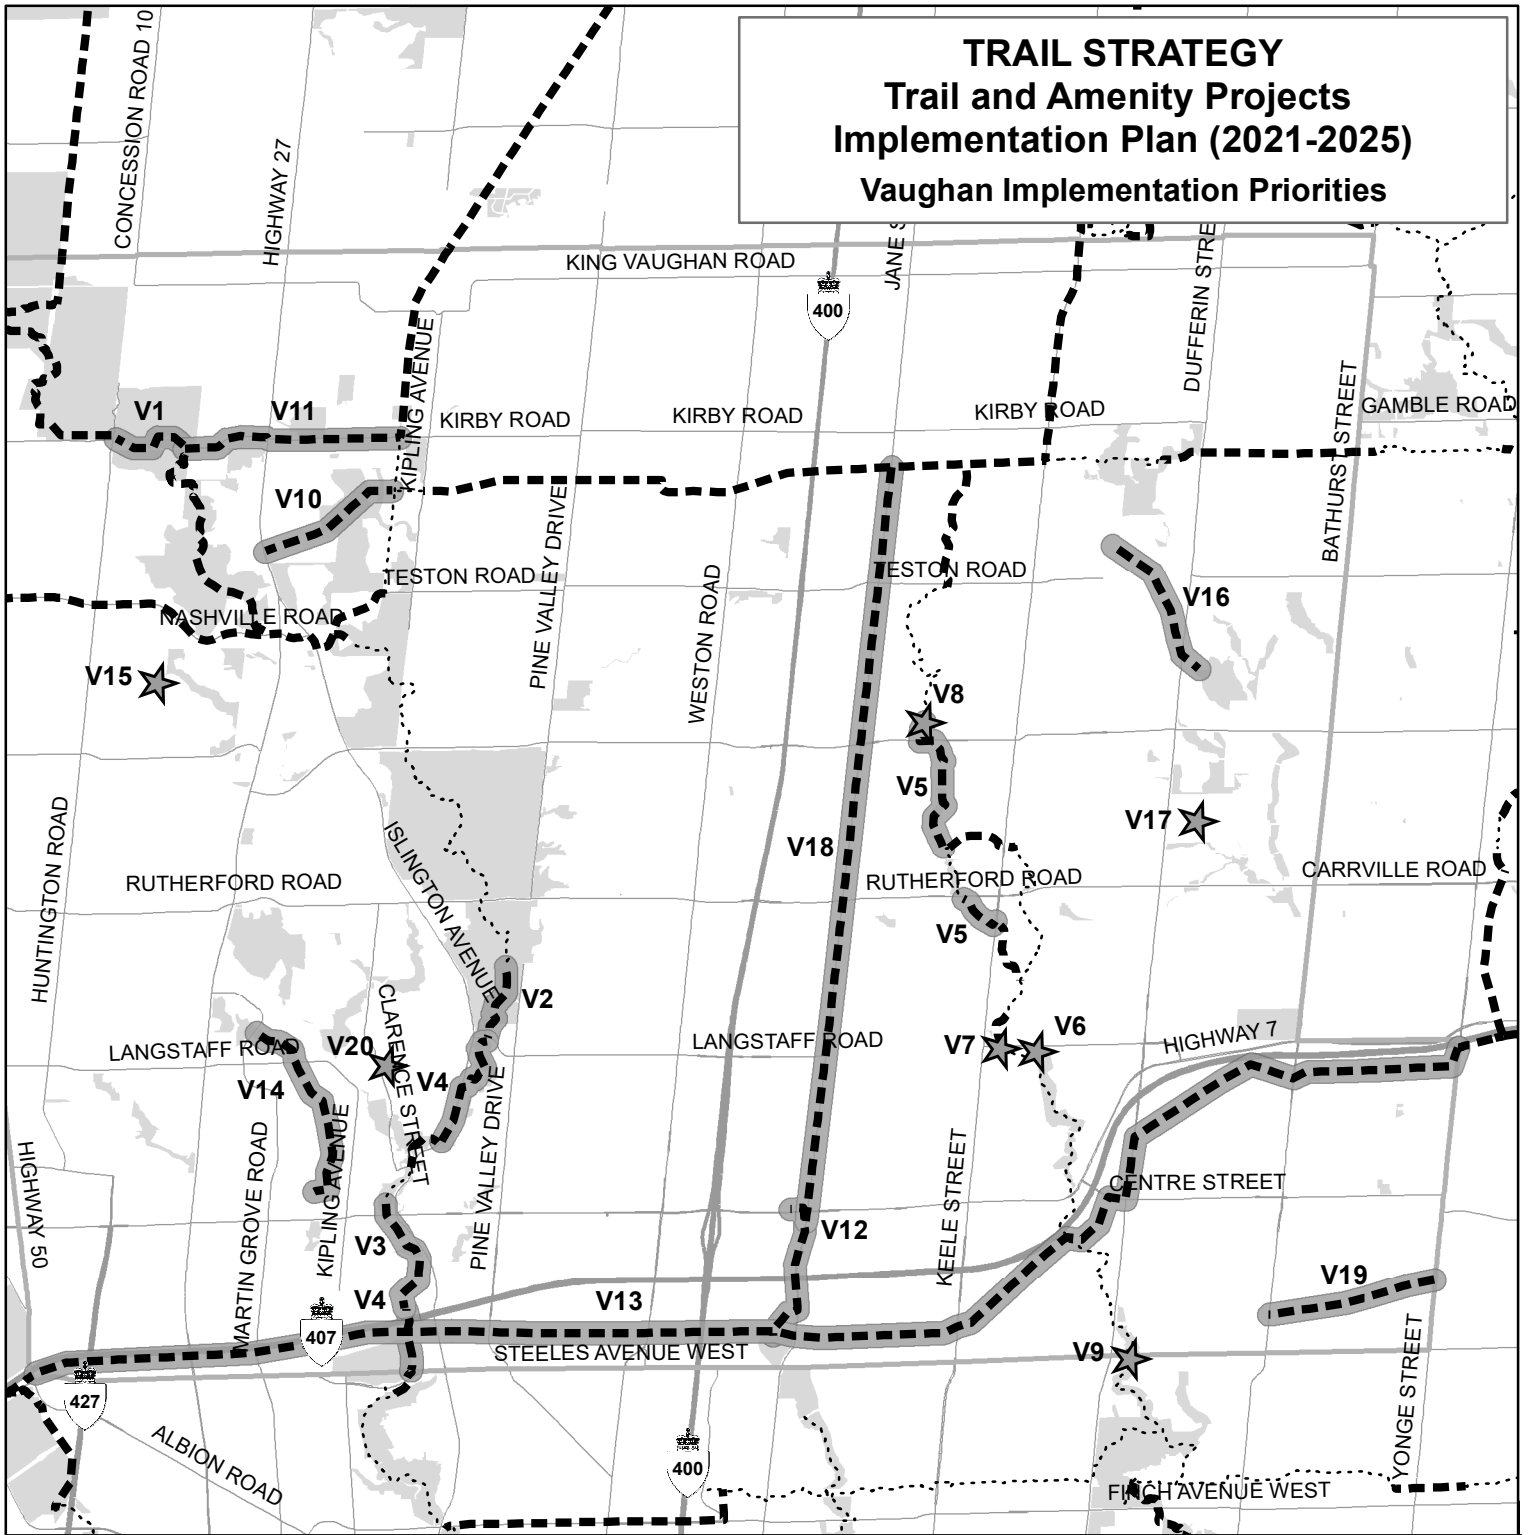 TRAIL STRATEGY
Trail and Amenity Projects
Implementation Plan (2021-2025)
Vaughan Implementation Priorities
CONCESSION ROAD 10
HIGHWAY 27
KING VAUGHAN ROAD
JANE S
400
DUFFERIN STRE
KIPLING AVENUE
BATHURST STREET
V1
V11
KIRBY ROAD
KIRBY ROAD
KIRBY ROAD
GAMBLE ROAD
V10
PINE VALLEY DRIVE
TESTON ROAD
WESTON ROAD
TESTON ROAD
V16
NASHVILLE ROAD
V15
V8
V5
V17
HUNTINGTON ROAD
ISLINGTON AVENUE
V18
RUTHERFORD ROAD
RUTHERFORD ROAD
CARRVILLE ROAD
V5
V2
CLARENCE STREET
V6
V7
HIGHWAY 7
LANGSTAFF ROAD
V20
LANGSTAFF ROAD
V14
V4
PINE VALLEY DRIVE
HIGHWAY 50
MARTIN GROVE ROAD
KIPLING AVENUE
KEELE STREET
CENTRE STREET
V3
V12
V4
V13
V19
407
STEELES AVENUE WEST
V9
YONGE STREET
427
ALBION ROAD
400
FINCH AVENUE WEST